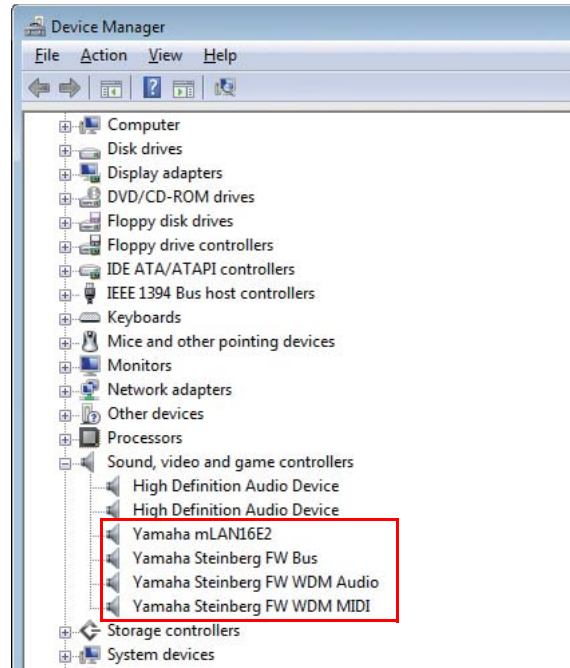 Device Manager
File Action View Help
Computer
Disk drives
Display adapters
DVD/CD-ROM drives
Floppy disk drives
Floppy drive controllers
IDE ATA/ATAPI controllers
IEEE 1394 Bus host controllers
Keyboards
Mice and other pointing devices
Monitors
Network adapters
Other devices
Processors
Sound, video and game controllers
High Definition Audio Device
High Definition Audio Device
Yamaha mLAN16E2
Yamaha Steinberg FW Bus
Yamaha Steinberg FW WDM Audio
Yamaha Steinberg FW WDM MIDI
Storage controllers
System devices